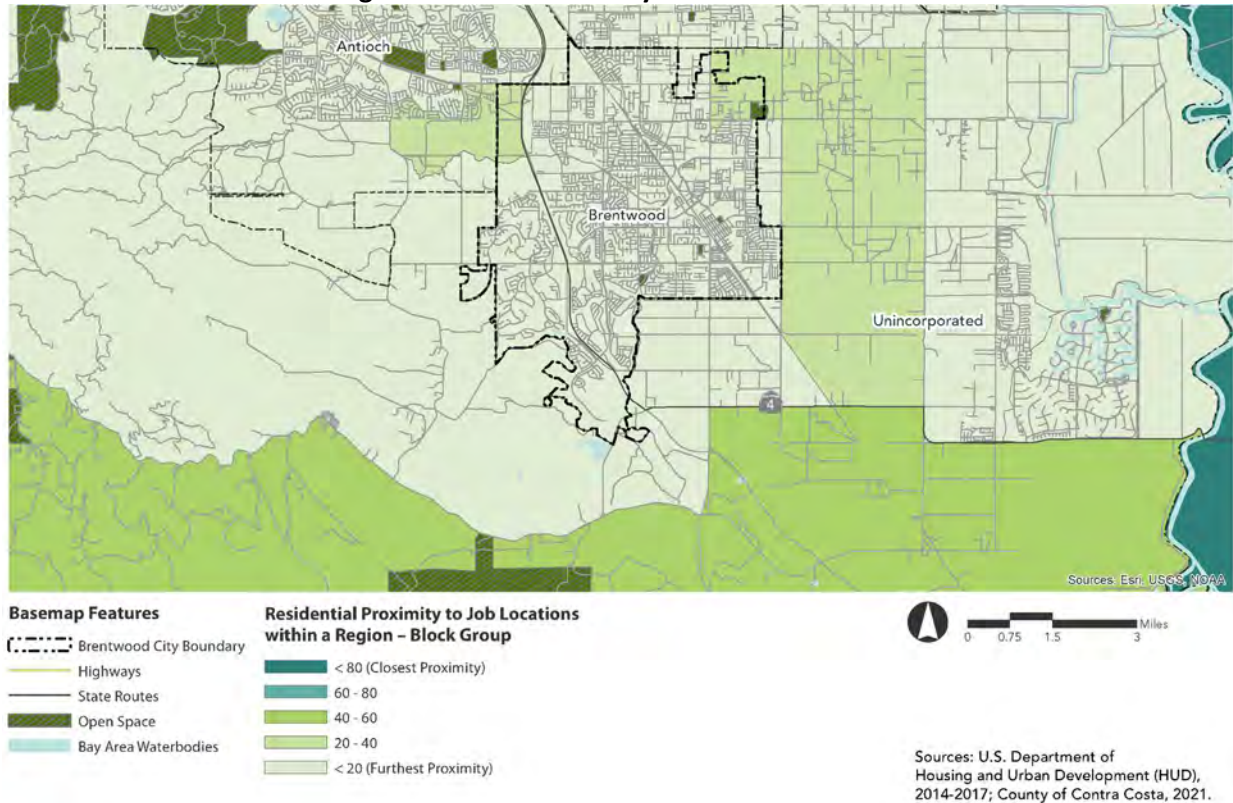 Antioch
Brentwood
Unincorporated
4
Sources: Esri, USGS, NOAA
Basemap Features
Brentwood City Boundary
Highways
State Routes
Open Space
Bay Area Waterbodies
Residential Proximity to Job Locations
within a Region – Block Group
< 80 (Closest Proximity)
60 - 80
40 - 60
20 - 40
< 20 (Furthest Proximity)
0 0.75 1.5 3 Miles
Sources: U.S. Department of
Housing and Urban Development (HUD),
2014-2017; County of Contra Costa, 2021.